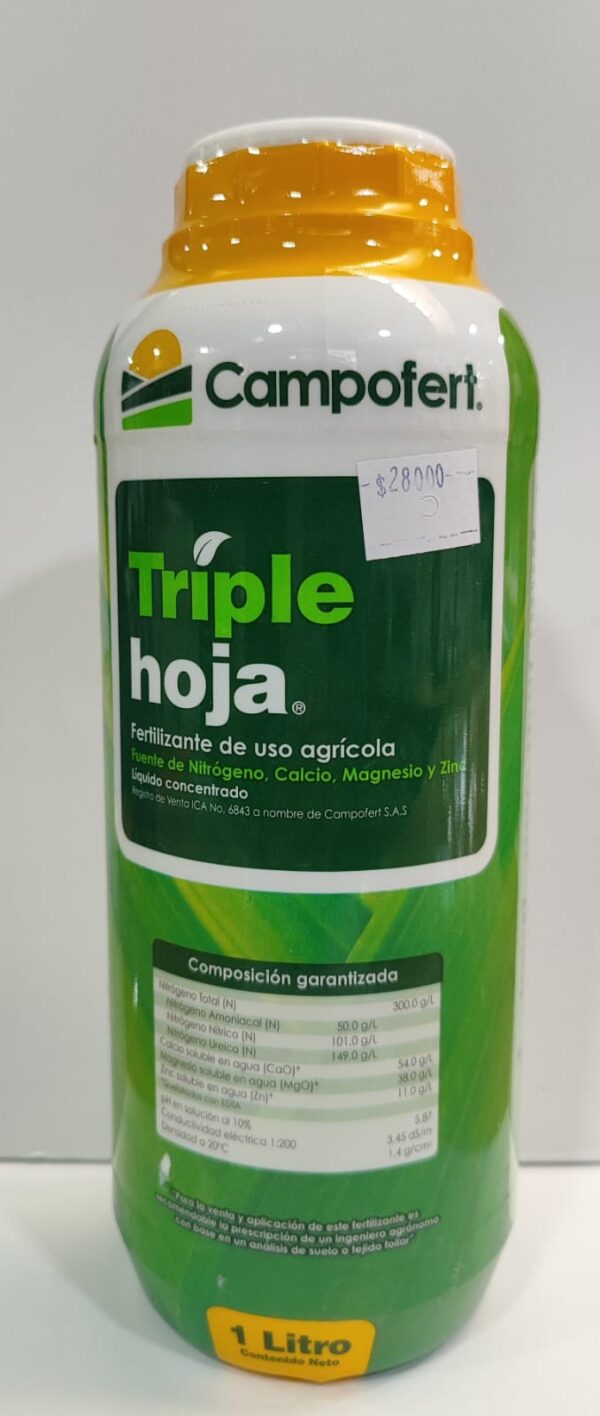 Campofert®
- $28000 -
Triple
hoja®
Fertilizante de uso agrícola
Fuente de Nitrógeno, Calcio, Magnesio y Zinc
Líquido concentrado
Registro de Venta ICA No. 6843 a nombre de Campofert S.A.S
Composición garantizada
Nitrógeno Total (N) 300.0 g/L
Nitrógeno Amoniacal (N) 50.0 g/L
Nitrógeno Nítrico (N) 101.0 g/L
Nitrógeno Ureico (N) 149.0 g/L
Calcio soluble en agua (CaO)* 54.0 g/L
Magnesio soluble en agua (MgO)* 38.0 g/L
Zinc soluble en agua (Zn)* 11.0 g/L
*Quelatados con EDTA
pH en solución al 10% 5.87
Conductividad eléctrica 1:200 3.45 dS/m
Densidad a 20°C 1.4 g/cm³
"Para la venta y aplicación de este fertilizante es
recomendable la prescripción de un ingeniero agrónomo
con base en un análisis de suelo o tejido foliar"
1 Litro
Contenido Neto